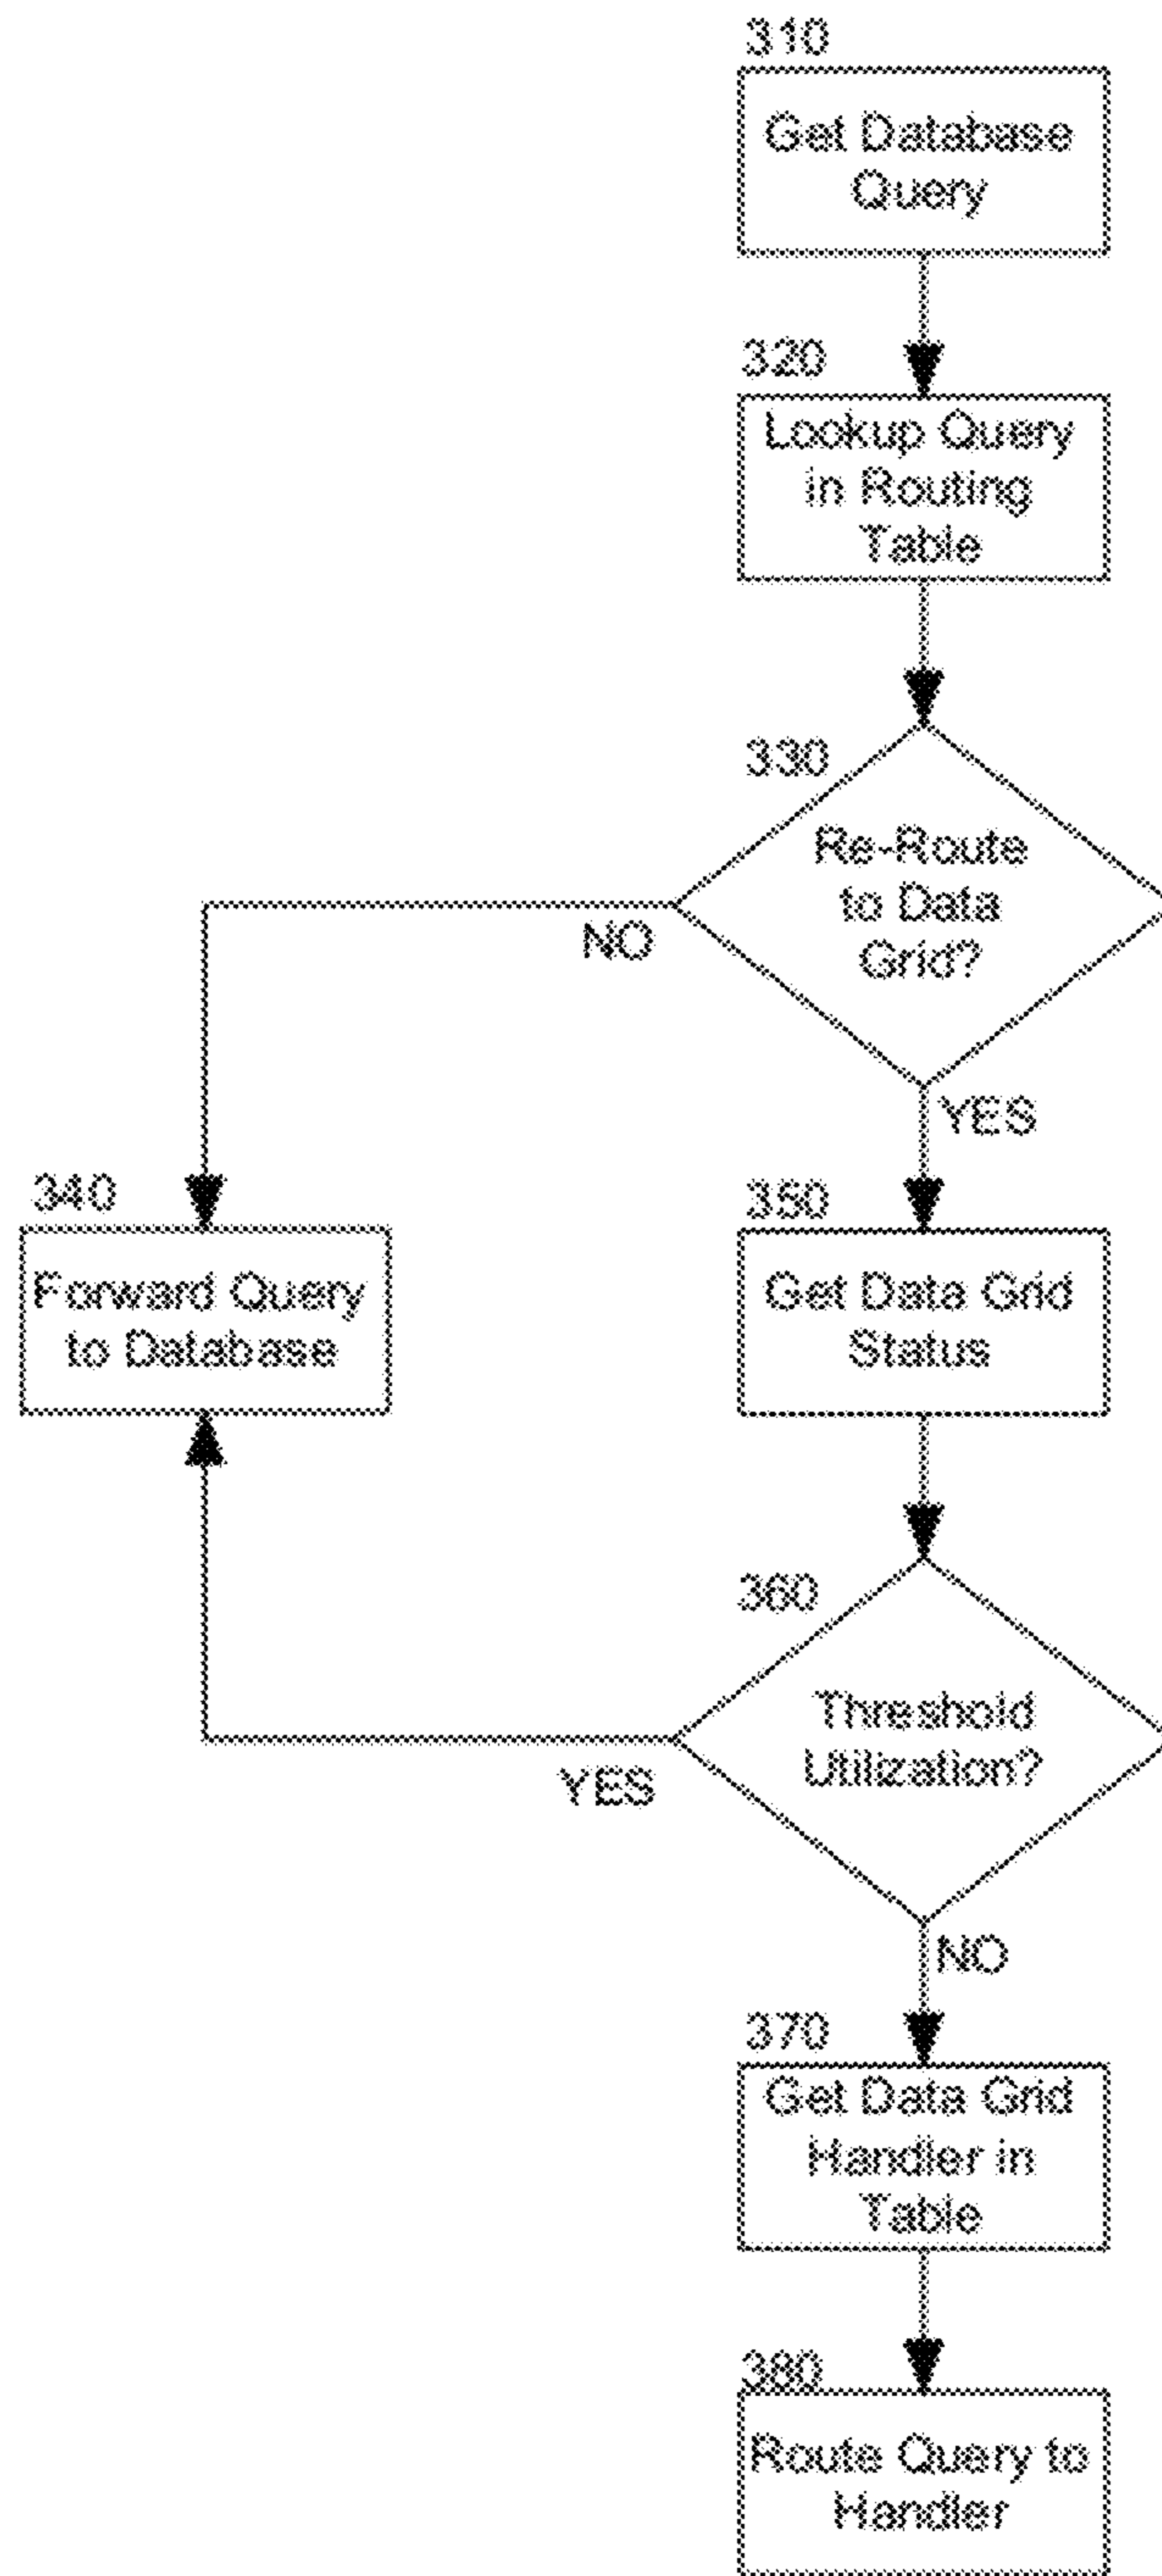 310
Get Database
Query
320
Lookup Query
in Routing
Table
330
Re-Route
to Data
Grid?
NO
YES
340
Forward Query
to Database
350
Get Data Grid
Status
360
Threshold
Utilization?
YES
NO
370
Get Data Grid
Handler in
Table
380
Route Query to
Handler